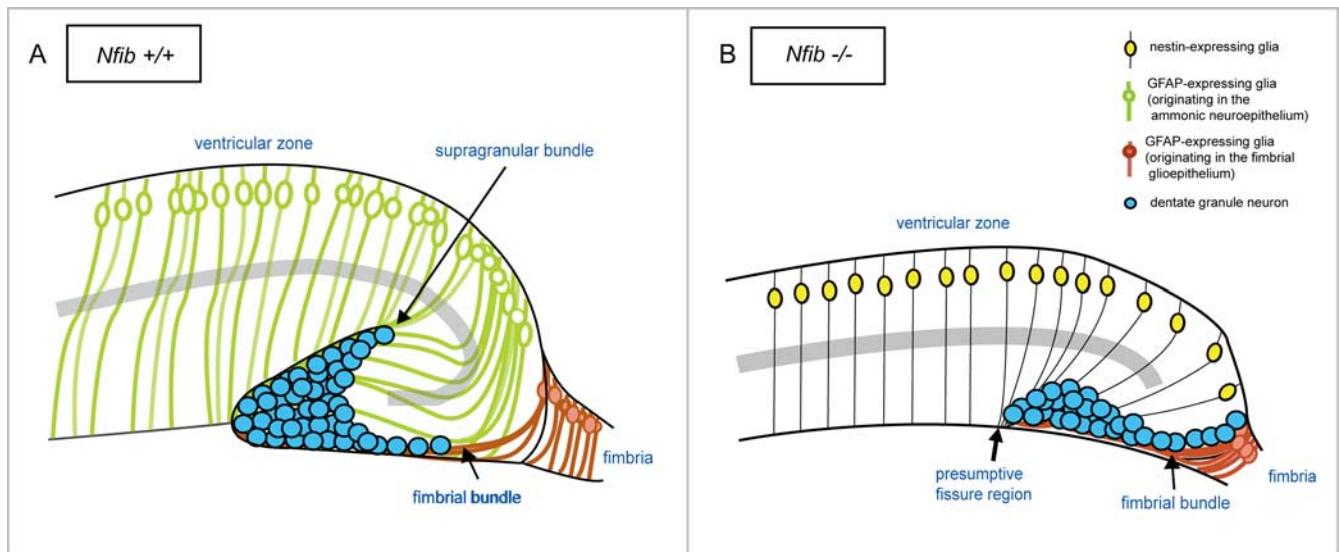 A
Nfib +/+
ventricular zone
supragranular bundle
fimbria
fimbrial bundle
B
Nfib -/-
nestin-expressing glia
GFAP-expressing glia
(originating in the
ammonic neuroepithelium)
GFAP-expressing glia
(originating in the fimbrial
glioepithelium)
dentate granule neuron
ventricular zone
presumptive
fissure region
fimbrial bundle
fimbria